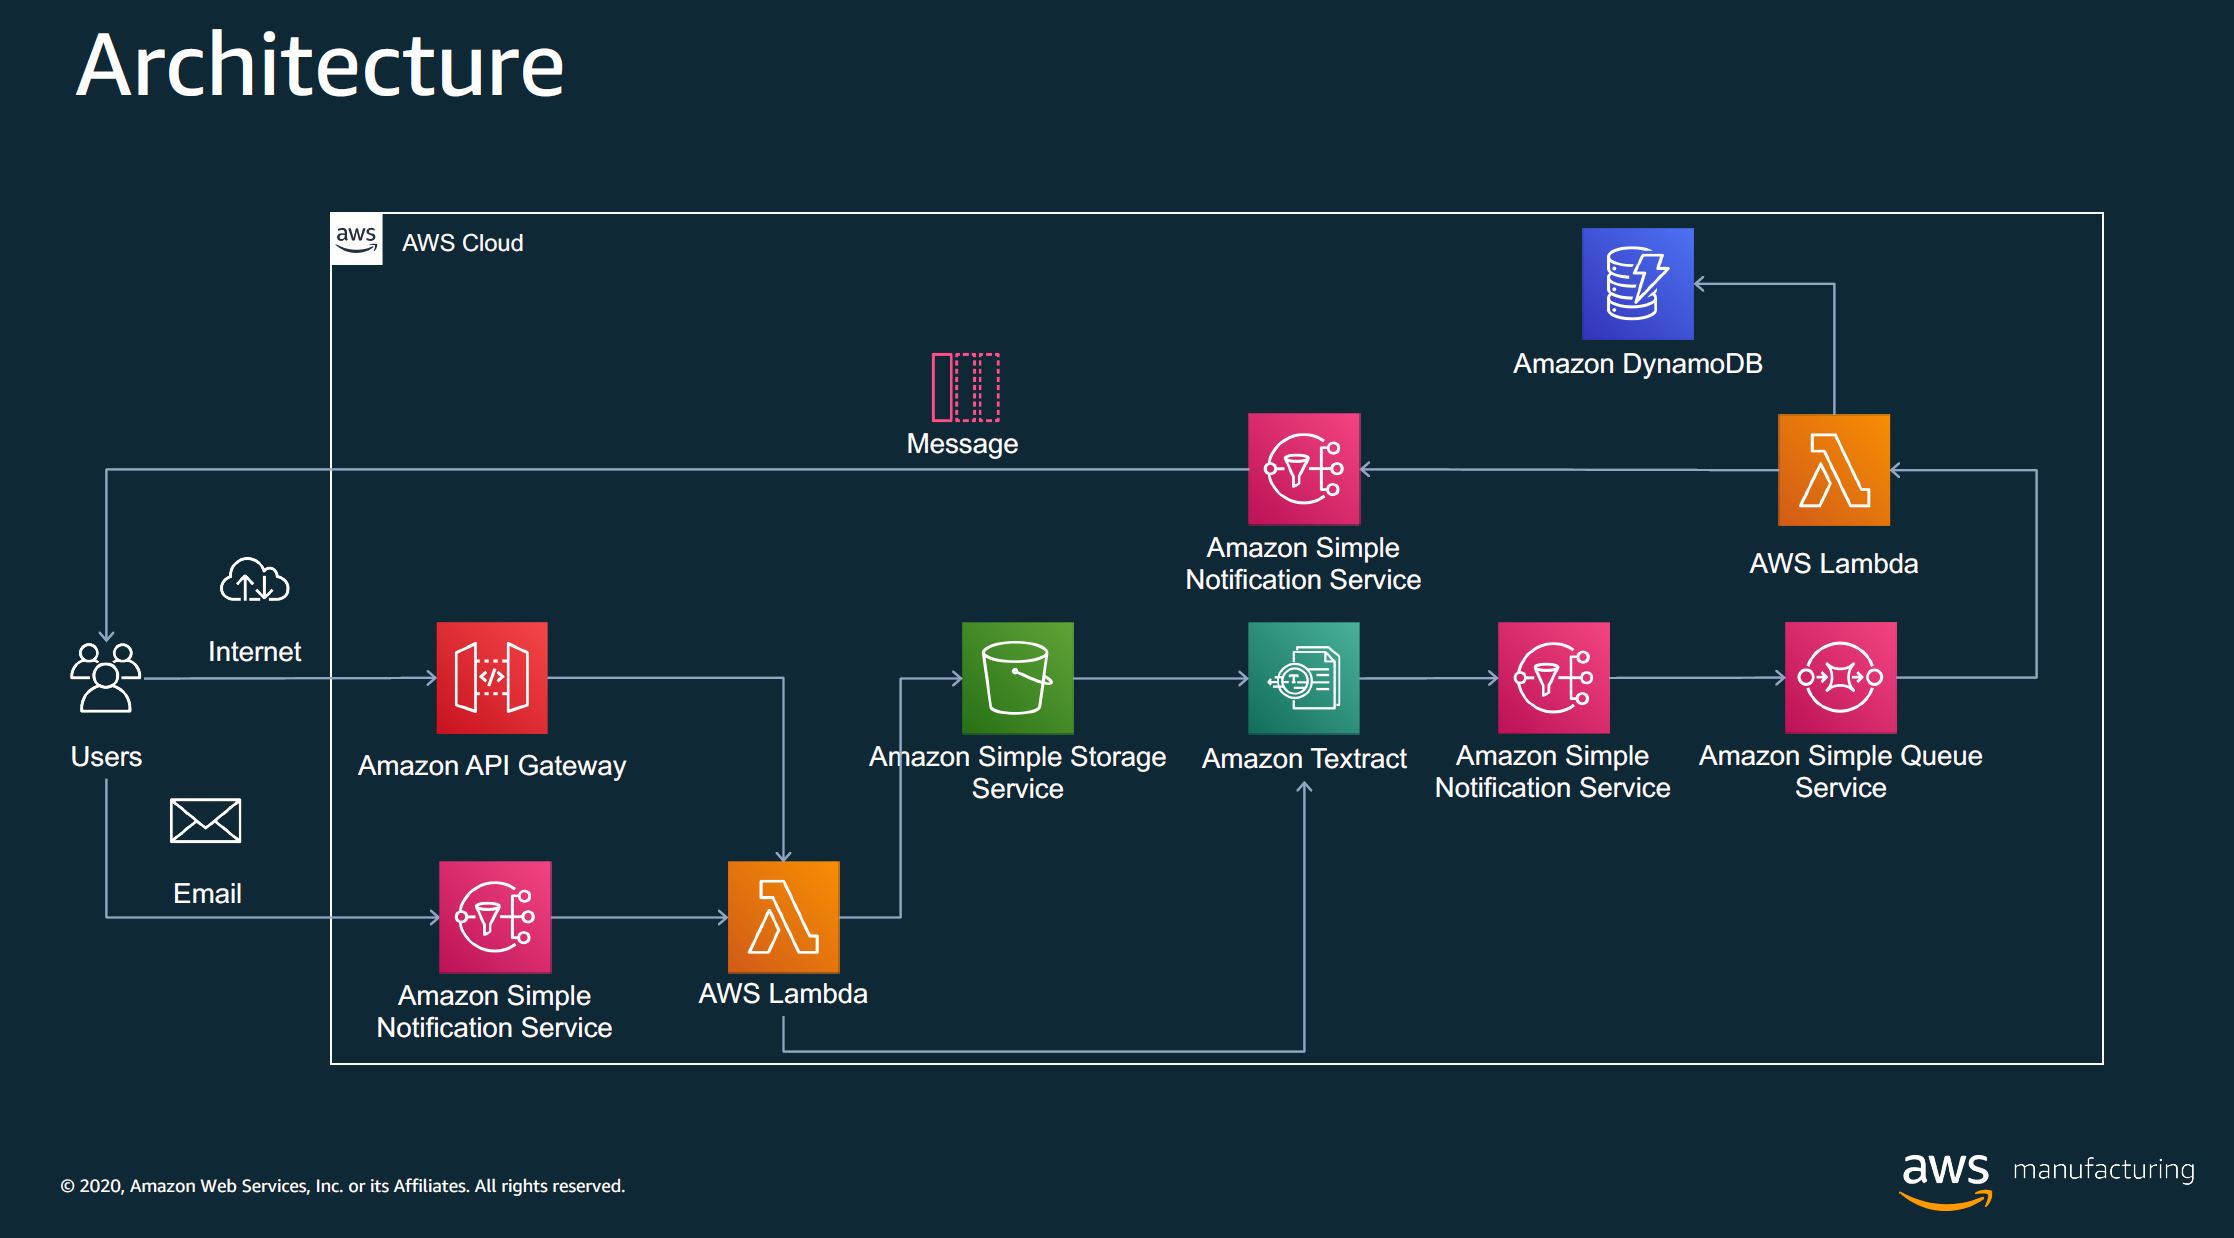 Architecture
aws
AWS Cloud
Amazon DynamoDB
Message
Amazon Simple
Notification Service
AWS Lambda
Internet
Users
Amazon API Gateway
Amazon Simple Storage
Service
Amazon Textract
Amazon Simple
Notification Service
Amazon Simple Queue
Service
Email
Amazon Simple
Notification Service
AWS Lambda
© 2020, Amazon Web Services, Inc. or its Affiliates. All rights reserved.
aws manufacturing